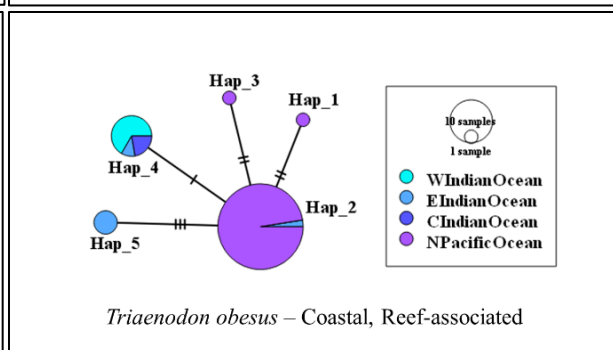 Hap_3
Hap_1
Hap_4
Hap_2
Hap_5
10 samples
1 sample
WIndianOcean
EIndianOcean
CIndianOcean
NPacificOcean
Triaenodon obesus – Coastal, Reef-associated